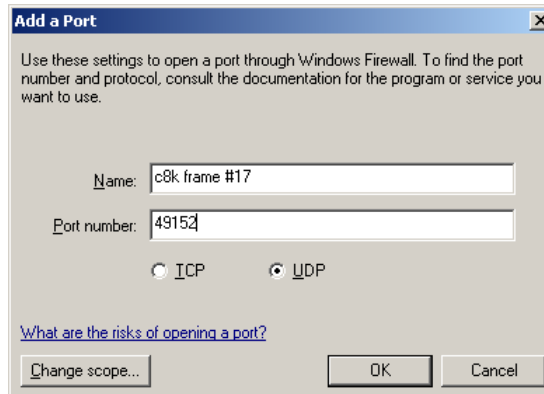 Add a Port
Use these settings to open a port through Windows Firewall. To find the port
number and protocol, consult the documentation for the program or service you
want to use.
Name: c8k frame #17
Port number: 49152
TCP UDP
What are the risks of opening a port?
Change scope... OK Cancel